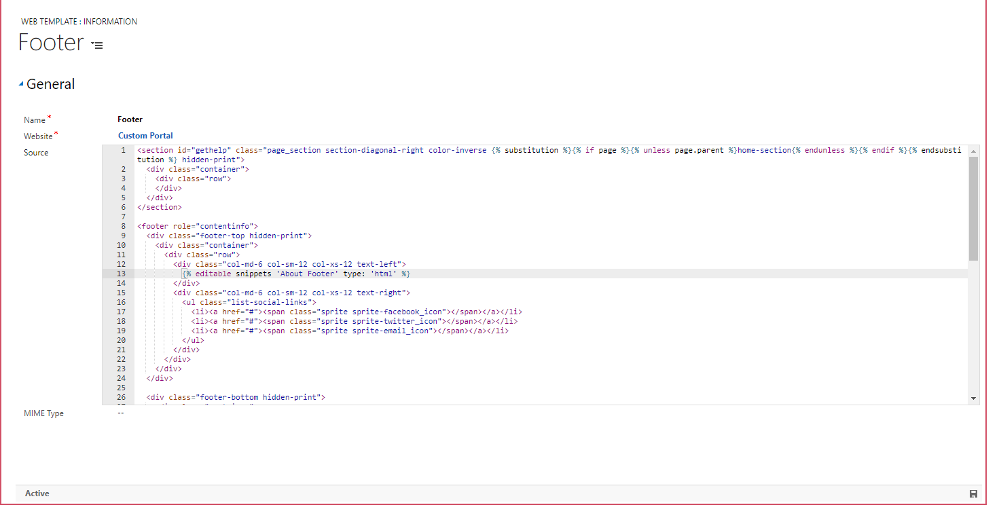 WEB TEMPLATE : INFORMATION
Footer
General
Name*
Footer
Website*
Custom Portal
Source
1 <section id="gethelp" class="page_section section-diagonal-right color-inverse {% substitution %}{% if page %}{% unless page.parent %}home-section{% endunless %}{% endif %}{% endsubsti
tution %} hidden-print">
2   <div class="container">
3     <div class="row">
4     </div>
5   </div>
6 </section>
7
8 <footer role="contentinfo">
9   <div class="footer-top hidden-print">
10     <div class="container">
11       <div class="row">
12         <div class="col-md-6 col-sm-12 col-xs-12 text-left">
13           {% editable snippets 'About Footer' type: 'html' %}
14         </div>
15         <div class="col-md-6 col-sm-12 col-xs-12 text-right">
16           <ul class="list-social-links">
17             <li><a href="#"><span class="sprite sprite-facebook_icon"></span></a></li>
18             <li><a href="#"><span class="sprite sprite-twitter_icon"></span></a></li>
19             <li><a href="#"><span class="sprite sprite-email_icon"></span></a></li>
20           </ul>
21         </div>
22       </div>
23     </div>
24   </div>
25
26   <div class="footer-bottom hidden-print">
MIME Type
--
Active